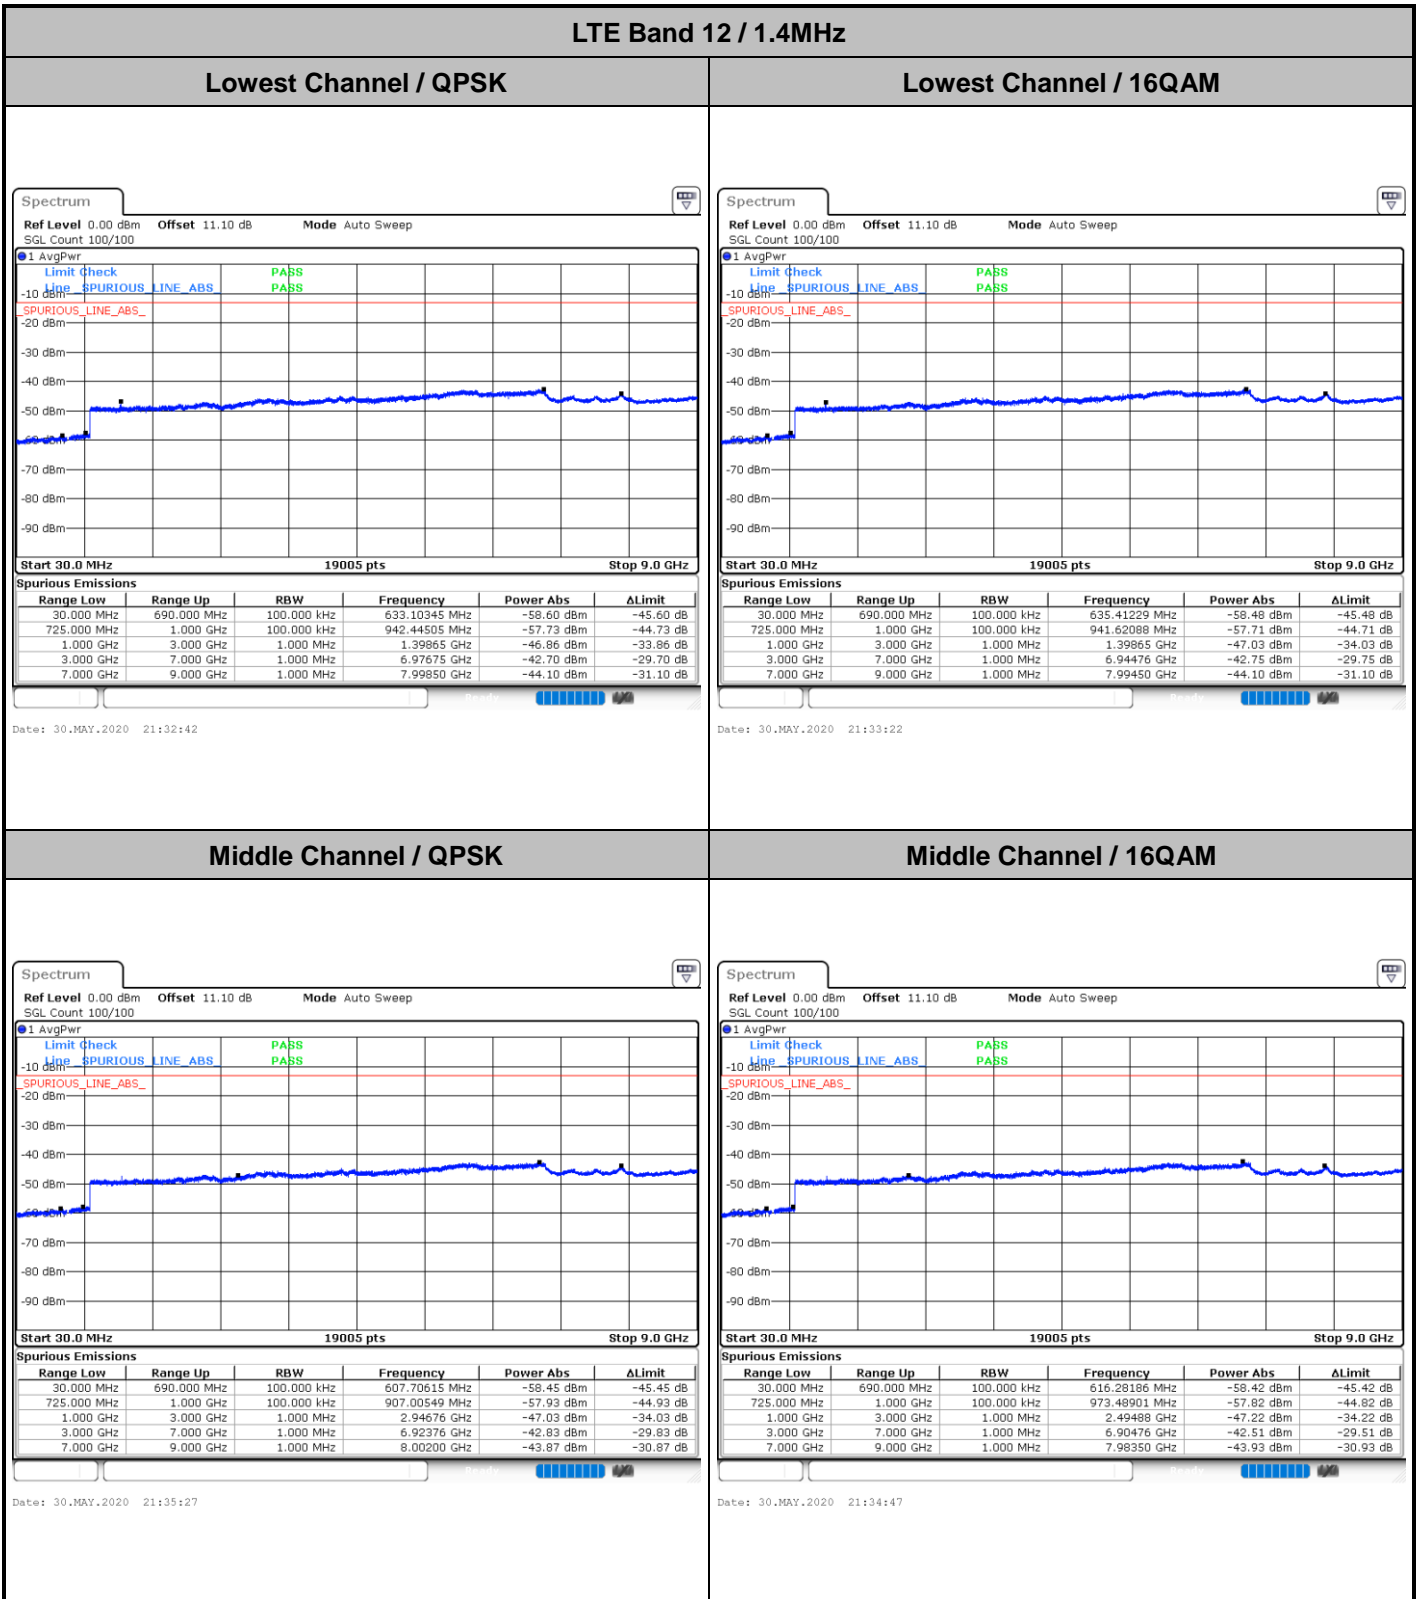 LTE Band 12 / 1.4MHz
Lowest Channel / QPSK
Lowest Channel / 16QAM
Spectrum
Ref Level 0.00 dBm Offset 11.10 dB Mode Auto Sweep
SGL Count 100/100
1 AvgPwr
Limit Check PASS
Line _SPURIOUS_LINE_ABS_ PASS
-10 dBm
_SPURIOUS_LINE_ABS_
-20 dBm
-30 dBm
-40 dBm
-50 dBm
-60 dBm
-70 dBm
-80 dBm
-90 dBm
Start 30.0 MHz 19005 pts Stop 9.0 GHz
Spurious Emissions
Range Low Range Up RBW Frequency Power Abs ΔLimit
30.000 MHz 690.000 MHz 100.000 kHz 633.10345 MHz -58.60 dBm -45.60 dB
725.000 MHz 1.000 GHz 100.000 kHz 942.44505 MHz -57.73 dBm -44.73 dB
1.000 GHz 3.000 GHz 1.000 MHz 1.39865 GHz -46.86 dBm -33.86 dB
3.000 GHz 7.000 GHz 1.000 MHz 6.97675 GHz -42.70 dBm -29.70 dB
7.000 GHz 9.000 GHz 1.000 MHz 7.99850 GHz -44.10 dBm -31.10 dB
Ready
Date: 30.MAY.2020 21:32:42
Spectrum
Ref Level 0.00 dBm Offset 11.10 dB Mode Auto Sweep
SGL Count 100/100
1 AvgPwr
Limit Check PASS
Line _SPURIOUS_LINE_ABS_ PASS
-10 dBm
_SPURIOUS_LINE_ABS_
-20 dBm
-30 dBm
-40 dBm
-50 dBm
-60 dBm
-70 dBm
-80 dBm
-90 dBm
Start 30.0 MHz 19005 pts Stop 9.0 GHz
Spurious Emissions
Range Low Range Up RBW Frequency Power Abs ΔLimit
30.000 MHz 690.000 MHz 100.000 kHz 635.41229 MHz -58.48 dBm -45.48 dB
725.000 MHz 1.000 GHz 100.000 kHz 941.62088 MHz -57.71 dBm -44.71 dB
1.000 GHz 3.000 GHz 1.000 MHz 1.39865 GHz -47.03 dBm -34.03 dB
3.000 GHz 7.000 GHz 1.000 MHz 6.94476 GHz -42.75 dBm -29.75 dB
7.000 GHz 9.000 GHz 1.000 MHz 7.99450 GHz -44.10 dBm -31.10 dB
Ready
Date: 30.MAY.2020 21:33:22
Middle Channel / QPSK
Middle Channel / 16QAM
Spectrum
Ref Level 0.00 dBm Offset 11.10 dB Mode Auto Sweep
SGL Count 100/100
1 AvgPwr
Limit Check PASS
Line _SPURIOUS_LINE_ABS_ PASS
-10 dBm
_SPURIOUS_LINE_ABS_
-20 dBm
-30 dBm
-40 dBm
-50 dBm
-60 dBm
-70 dBm
-80 dBm
-90 dBm
Start 30.0 MHz 19005 pts Stop 9.0 GHz
Spurious Emissions
Range Low Range Up RBW Frequency Power Abs ΔLimit
30.000 MHz 690.000 MHz 100.000 kHz 607.70615 MHz -58.45 dBm -45.45 dB
725.000 MHz 1.000 GHz 100.000 kHz 907.00549 MHz -57.93 dBm -44.93 dB
1.000 GHz 3.000 GHz 1.000 MHz 2.94676 GHz -47.03 dBm -34.03 dB
3.000 GHz 7.000 GHz 1.000 MHz 6.92376 GHz -42.83 dBm -29.83 dB
7.000 GHz 9.000 GHz 1.000 MHz 8.00200 GHz -43.87 dBm -30.87 dB
Ready
Date: 30.MAY.2020 21:35:27
Spectrum
Ref Level 0.00 dBm Offset 11.10 dB Mode Auto Sweep
SGL Count 100/100
1 AvgPwr
Limit Check PASS
Line _SPURIOUS_LINE_ABS_ PASS
-10 dBm
_SPURIOUS_LINE_ABS_
-20 dBm
-30 dBm
-40 dBm
-50 dBm
-60 dBm
-70 dBm
-80 dBm
-90 dBm
Start 30.0 MHz 19005 pts Stop 9.0 GHz
Spurious Emissions
Range Low Range Up RBW Frequency Power Abs ΔLimit
30.000 MHz 690.000 MHz 100.000 kHz 616.28186 MHz -58.42 dBm -45.42 dB
725.000 MHz 1.000 GHz 100.000 kHz 973.48901 MHz -57.82 dBm -44.82 dB
1.000 GHz 3.000 GHz 1.000 MHz 2.49488 GHz -47.22 dBm -34.22 dB
3.000 GHz 7.000 GHz 1.000 MHz 6.90476 GHz -42.51 dBm -29.51 dB
7.000 GHz 9.000 GHz 1.000 MHz 7.98350 GHz -43.93 dBm -30.93 dB
Ready
Date: 30.MAY.2020 21:34:47